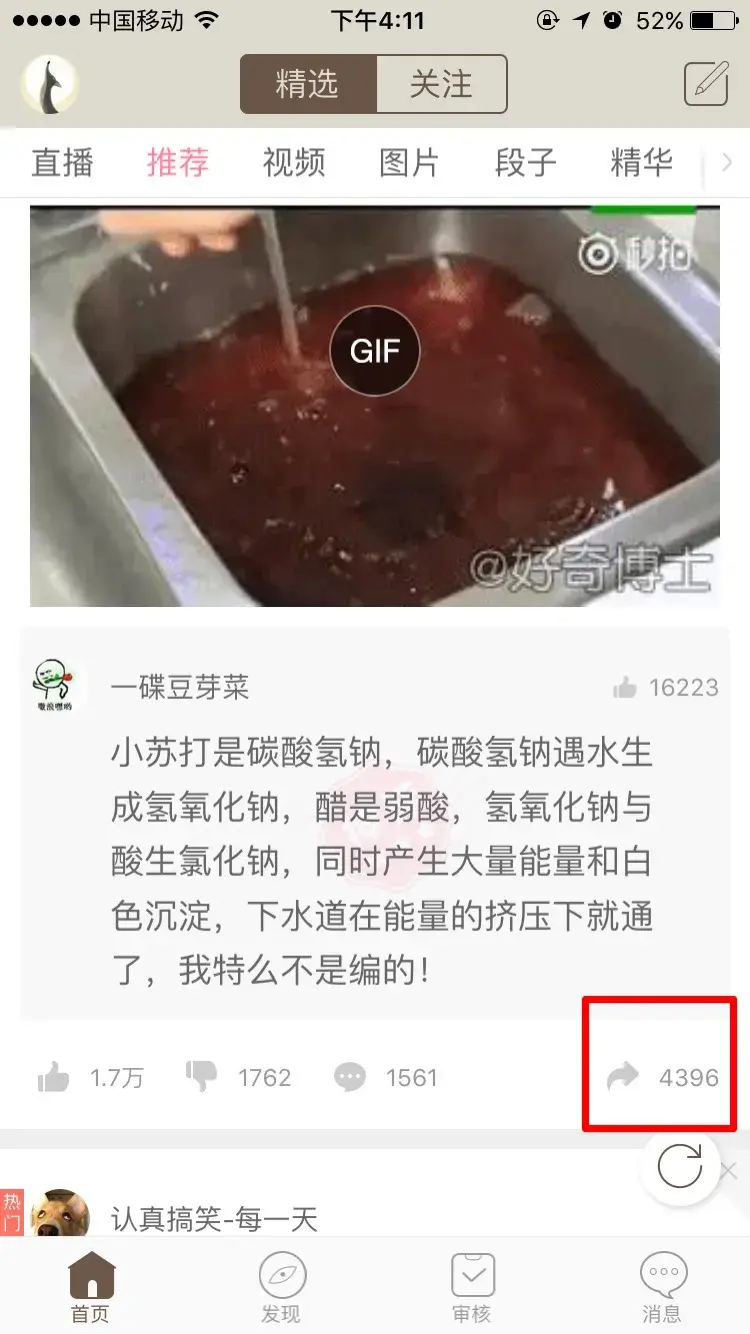 中国移动 下午4:11 52%
精选 关注
直播 推荐 视频 图片 段子 精华
秒拍
GIF
@好奇博士
一碟豆芽菜 16223
小苏打是碳酸氢钠，碳酸氢钠遇水生
成氢氧化钠，醋是弱酸，氢氧化钠与
酸生氯化钠，同时产生大量能量和白
色沉淀，下水道在能量的挤压下就通
了，我特么不是编的！
1.7万 1762 1561 4396
热门
认真搞笑-每一天
首页 发现 审核 消息